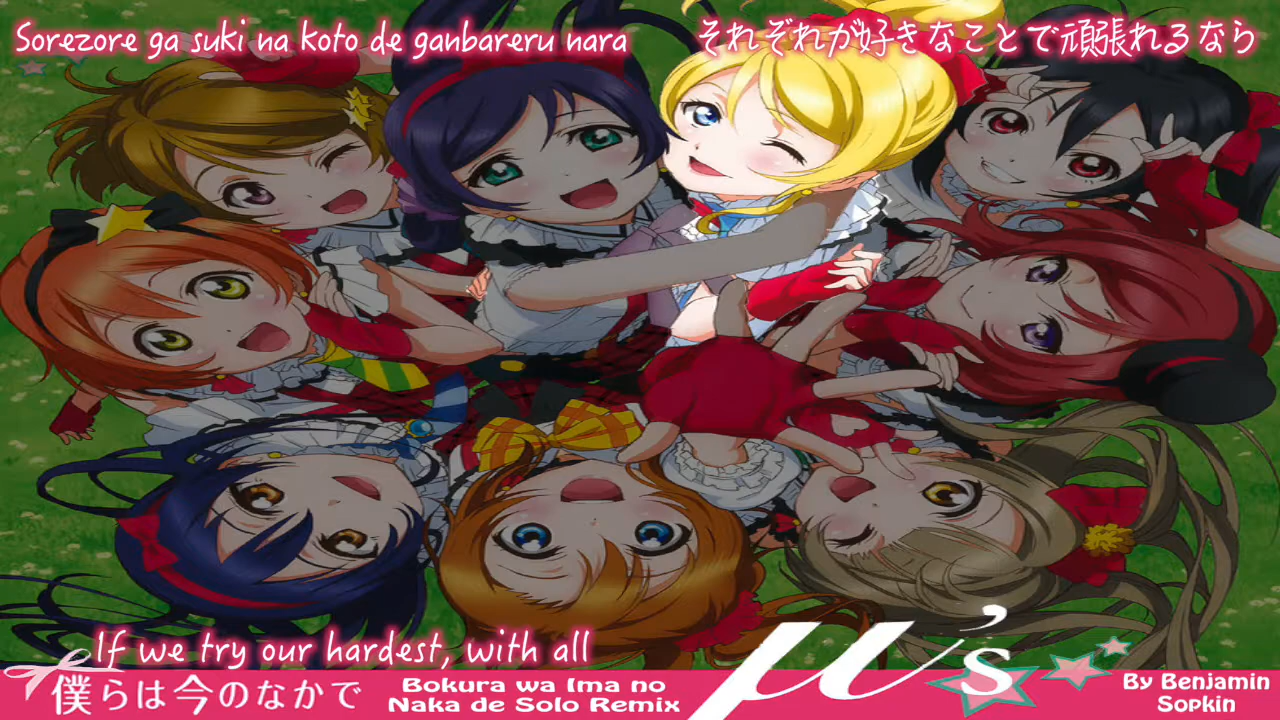 Sorezore ga suki na koto de ganbareru nara
それぞれが好きなことで頑張れるなら
If we try our hardest, with all
僕らは今のなかで
Bokura wa Ima no
Naka de Solo Remix
μ's
By Benjamin
Sopkin